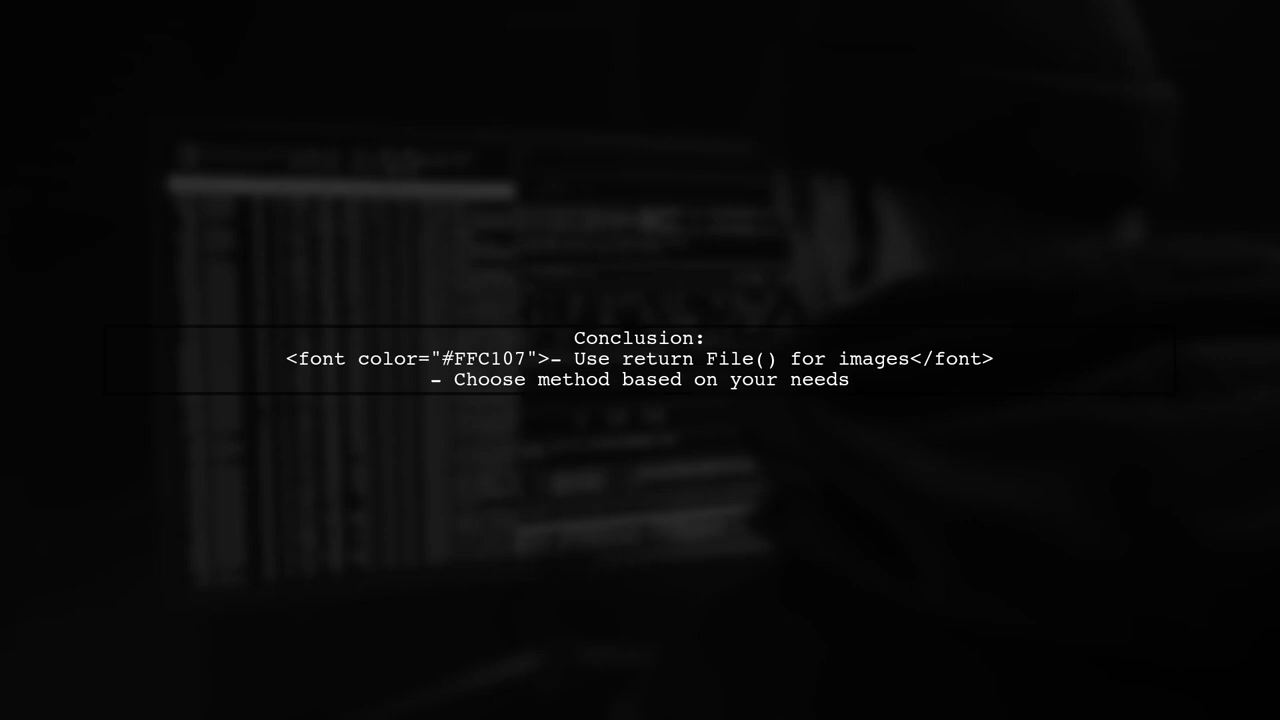 Conclusion:
<font color="#FFC107">- Use return File() for images</font>
- Choose method based on your needs